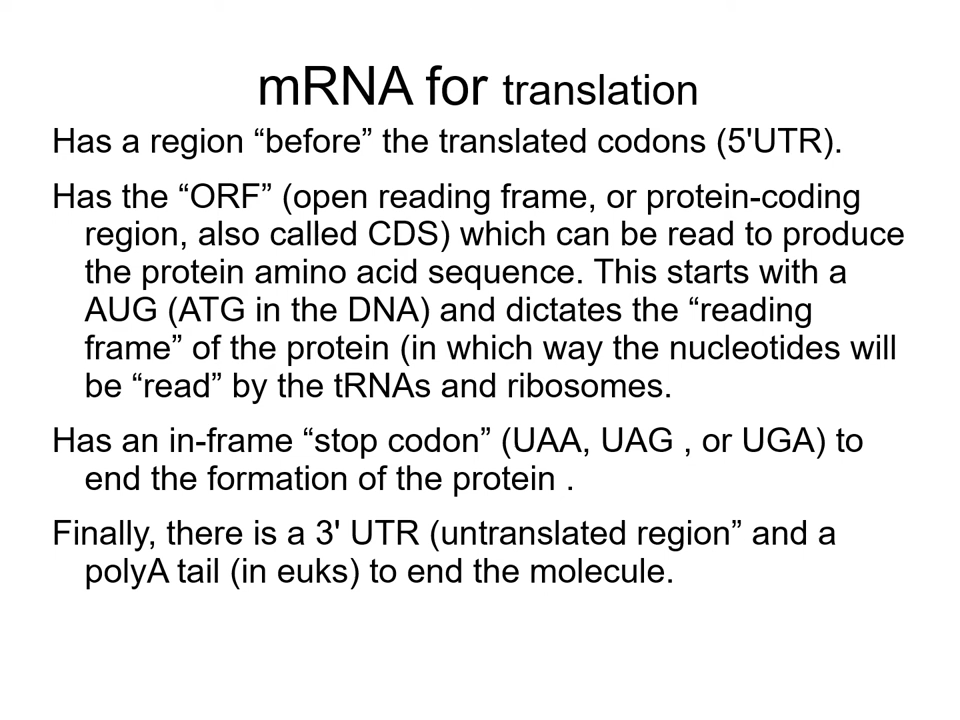 mRNA for translation
Has a region “before” the translated codons (5'UTR).
Has the “ORF” (open reading frame, or protein-coding
region, also called CDS) which can be read to produce
the protein amino acid sequence. This starts with a
AUG (ATG in the DNA) and dictates the “reading
frame” of the protein (in which way the nucleotides will
be “read” by the tRNAs and ribosomes.
Has an in-frame “stop codon” (UAA, UAG , or UGA) to
end the formation of the protein .
Finally, there is a 3' UTR (untranslated region” and a
polyA tail (in euks) to end the molecule.